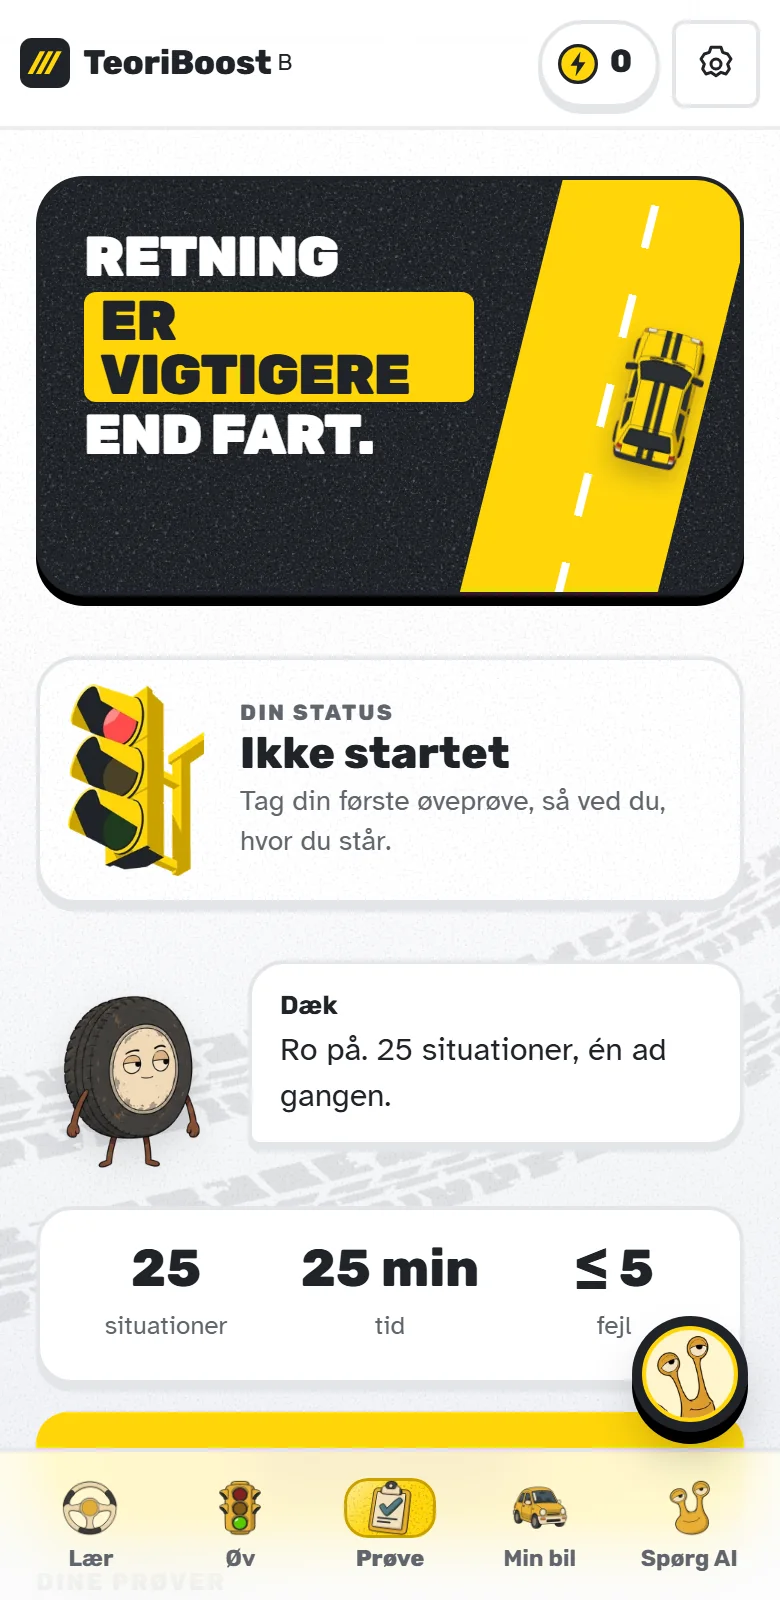 TeoriBoost B
0
RETNING
ER
VIGTIGERE
END FART.
DIN STATUS
Ikke startet
Tag din første øveprøve, så ved du,
hvor du står.
Dæk
Ro på. 25 situationer, én ad
gangen.
25 25 min ≤ 5
situationer tid fejl
Lær Øv Prøve Min bil Spørg AI
DINE PRØVER